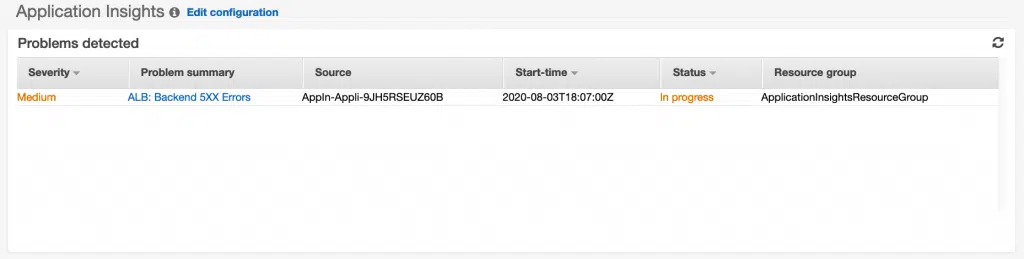 Application Insights Edit configuration
Problems detected
Severity Problem summary Source Start-time Status Resource group
Medium ALB: Backend 5XX Errors AppIn-Appli-9JH5RSEUZ60B 2020-08-03T18:07:00Z In progress ApplicationInsightsResourceGroup